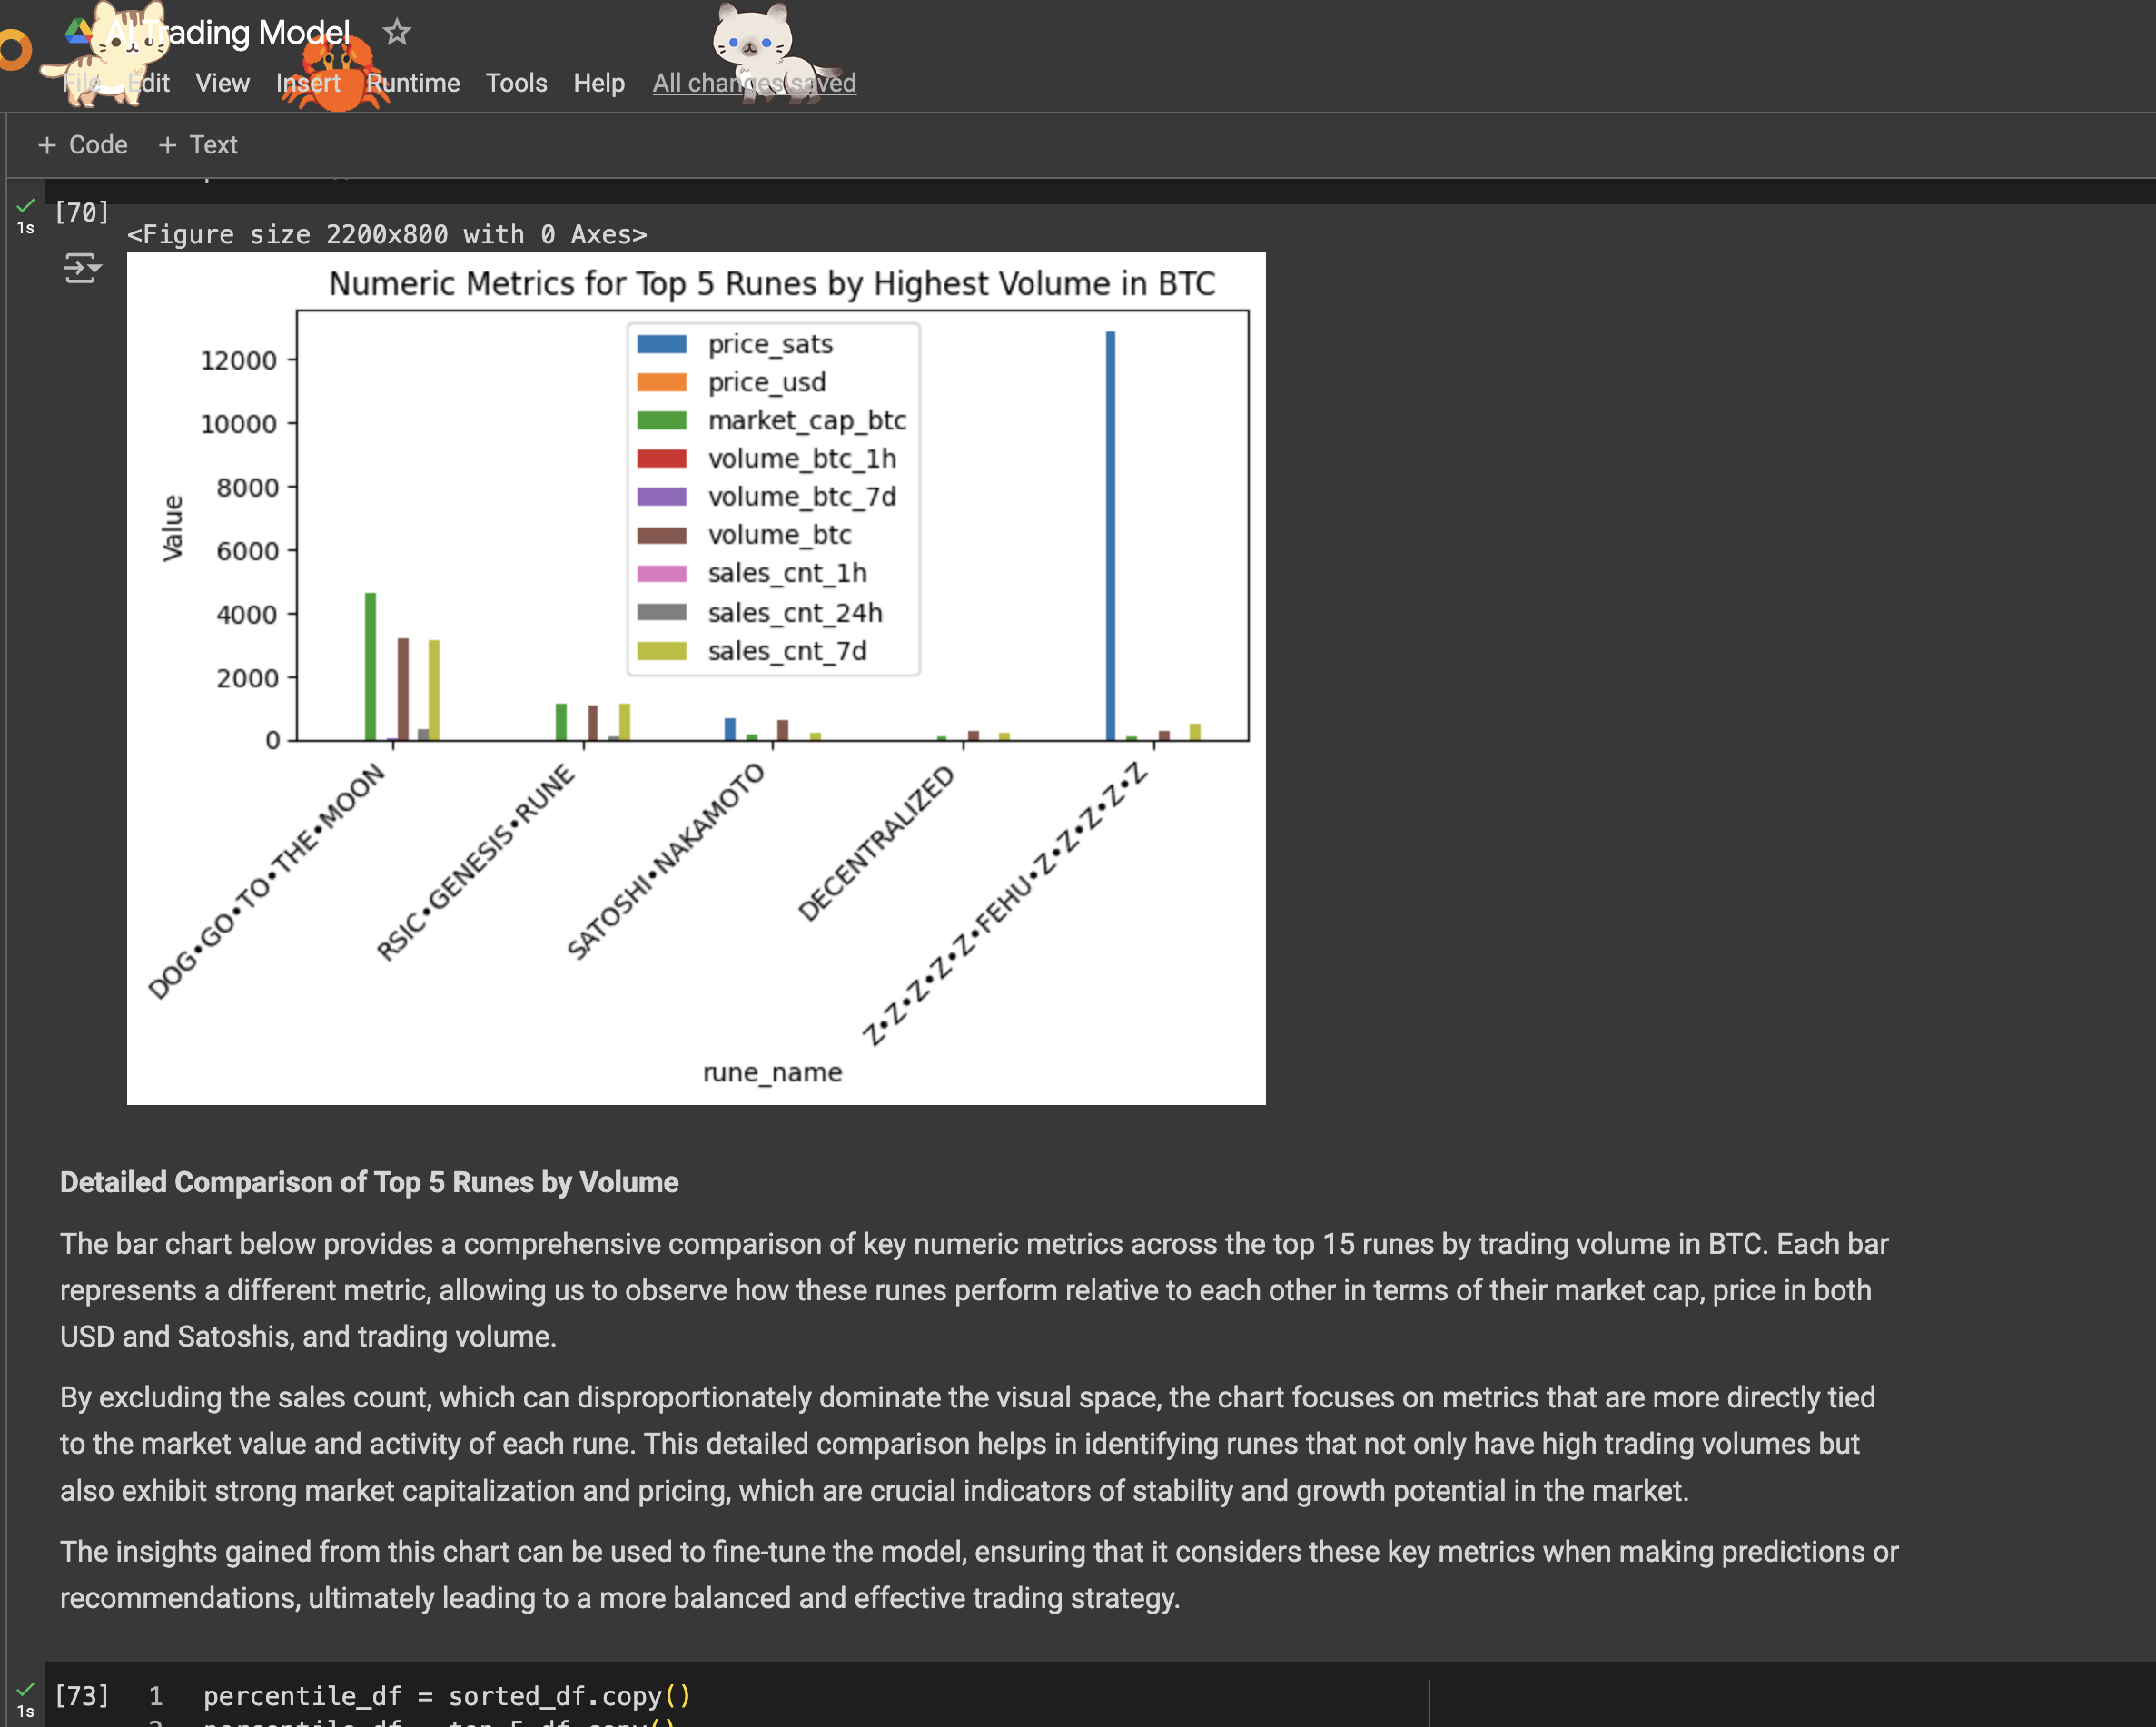 AI Trading Model
File Edit View Insert Runtime Tools Help All changes saved
+ Code + Text
[70]
1s
<Figure size 2200x800 with 0 Axes>
Numeric Metrics for Top 5 Runes by Highest Volume in BTC
12000
10000
8000
6000
4000
2000
0
Value
price_sats
price_usd
market_cap_btc
volume_btc_1h
volume_btc_7d
volume_btc
sales_cnt_1h
sales_cnt_24h
sales_cnt_7d
DOG•GO•TO•THE•MOON
RSIC•GENESIS•RUNE
SATOSHI•NAKAMOTO
DECENTRALIZED
Z•Z•Z•Z•Z•FEHU•Z•Z•Z•Z•Z
rune_name
Detailed Comparison of Top 5 Runes by Volume
The bar chart below provides a comprehensive comparison of key numeric metrics across the top 15 runes by trading volume in BTC. Each bar
represents a different metric, allowing us to observe how these runes perform relative to each other in terms of their market cap, price in both
USD and Satoshis, and trading volume.
By excluding the sales count, which can disproportionately dominate the visual space, the chart focuses on metrics that are more directly tied
to the market value and activity of each rune. This detailed comparison helps in identifying runes that not only have high trading volumes but
also exhibit strong market capitalization and pricing, which are crucial indicators of stability and growth potential in the market.
The insights gained from this chart can be used to fine-tune the model, ensuring that it considers these key metrics when making predictions or
recommendations, ultimately leading to a more balanced and effective trading strategy.
[73] 1 percentile_df = sorted_df.copy()
1s